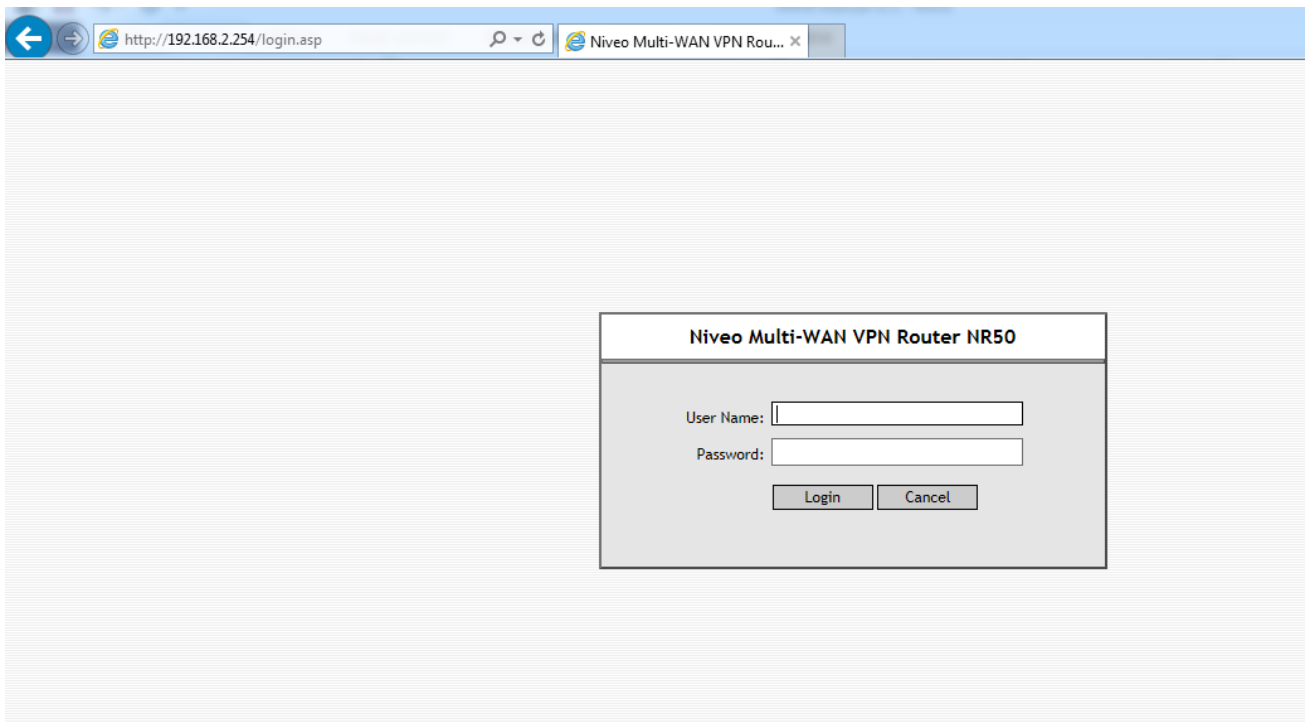 http://192.168.2.254/login.asp
Niveo Multi-WAN VPN Rou...
Niveo Multi-WAN VPN Router NR50
User Name:
Password:
Login Cancel